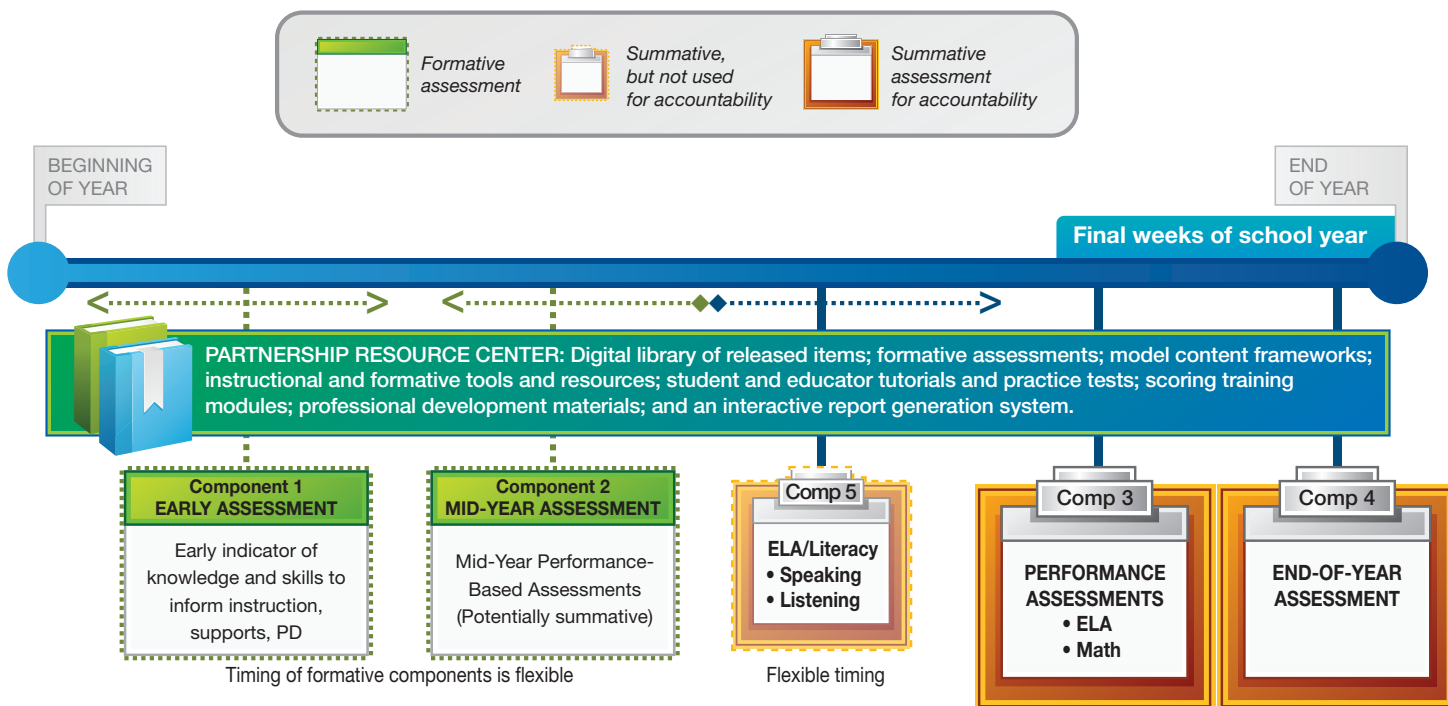 Formative
assessment
Summative,
but not used
for accountability
Summative
assessment
for accountability
BEGINNING
OF YEAR
END
OF YEAR
Final weeks of school year
PARTNERSHIP RESOURCE CENTER: Digital library of released items; formative assessments; model content frameworks;
instructional and formative tools and resources; student and educator tutorials and practice tests; scoring training
modules; professional development materials; and an interactive report generation system.
Component 1
EARLY ASSESSMENT
Early indicator of
knowledge and skills to
inform instruction,
supports, PD
Component 2
MID-YEAR ASSESSMENT
Mid-Year Performance-
Based Assessments
(Potentially summative)
Timing of formative components is flexible
Comp 5
ELA/Literacy
• Speaking
• Listening
Flexible timing
Comp 3
PERFORMANCE
ASSESSMENTS
• ELA
• Math
Comp 4
END-OF-YEAR
ASSESSMENT